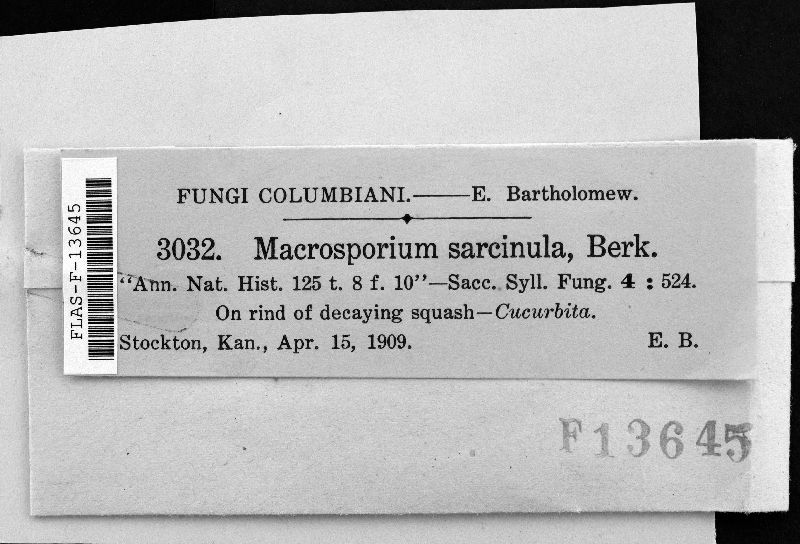 FUNGI COLUMBIANI.——E. Bartholomew.
3032. Macrosporium sarcinula, Berk.
"Ann. Nat. Hist. 125 t. 8 f. 10"—Sacc. Syll. Fung. 4 : 524.
On rind of decaying squash—Cucurbita.
Stockton, Kan., Apr. 15, 1909. E. B.
FLAS-F-13645
F13645